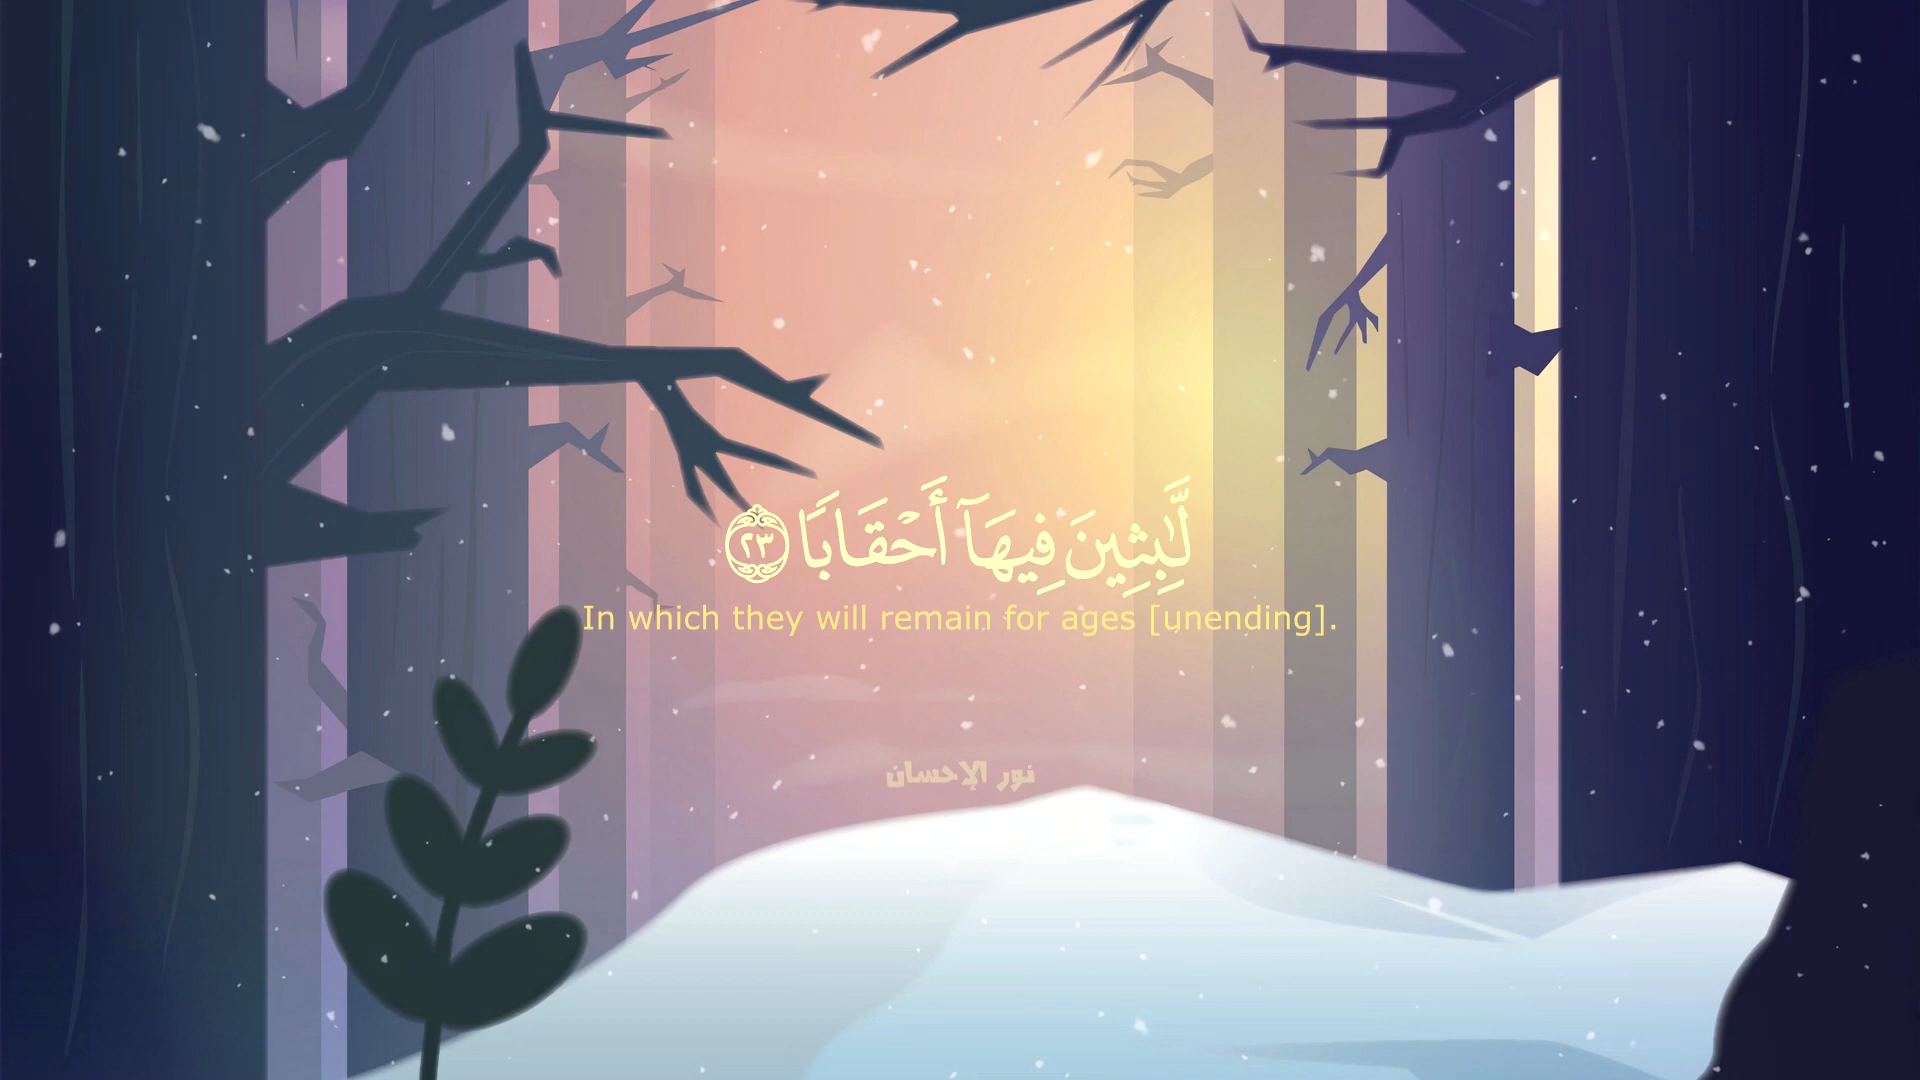 لَّٰبِثِينَ فِيهَآ أَحْقَابًا ٢٣
In which they will remain for ages [unending].
نور الإحسان